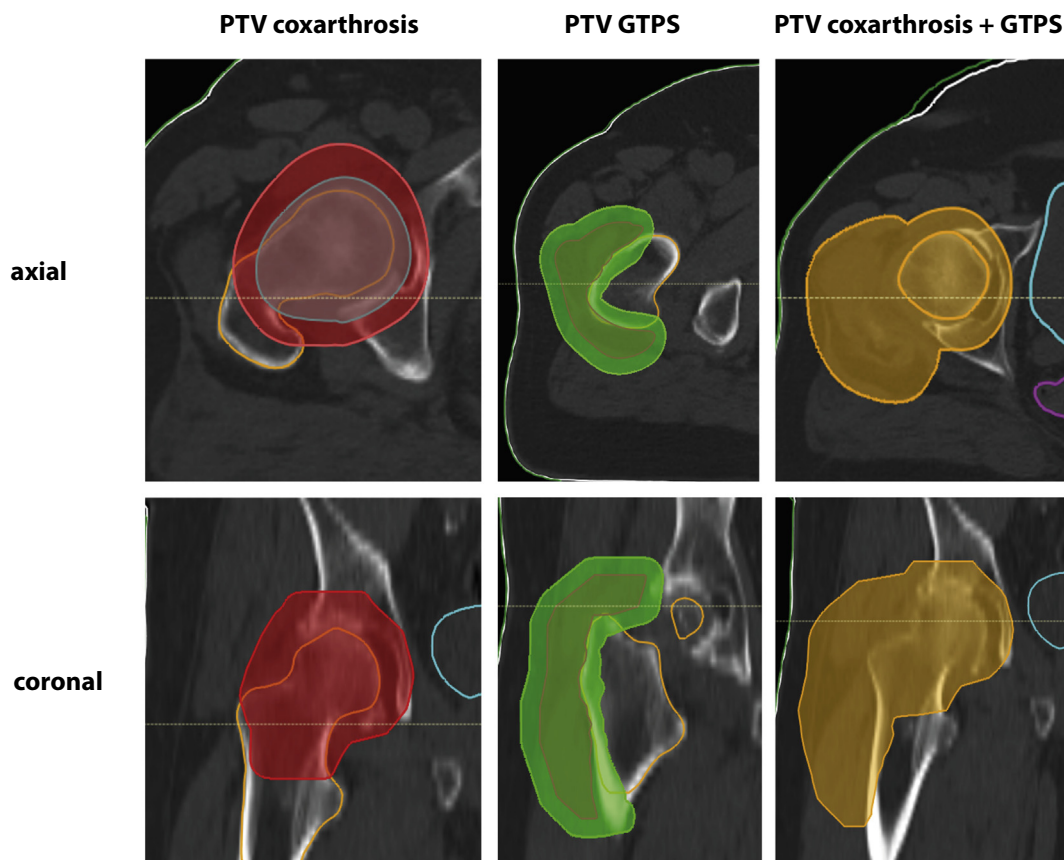 PTV coxarthrosis
PTV GTPS
PTV coxarthrosis + GTPS
axial
coronal